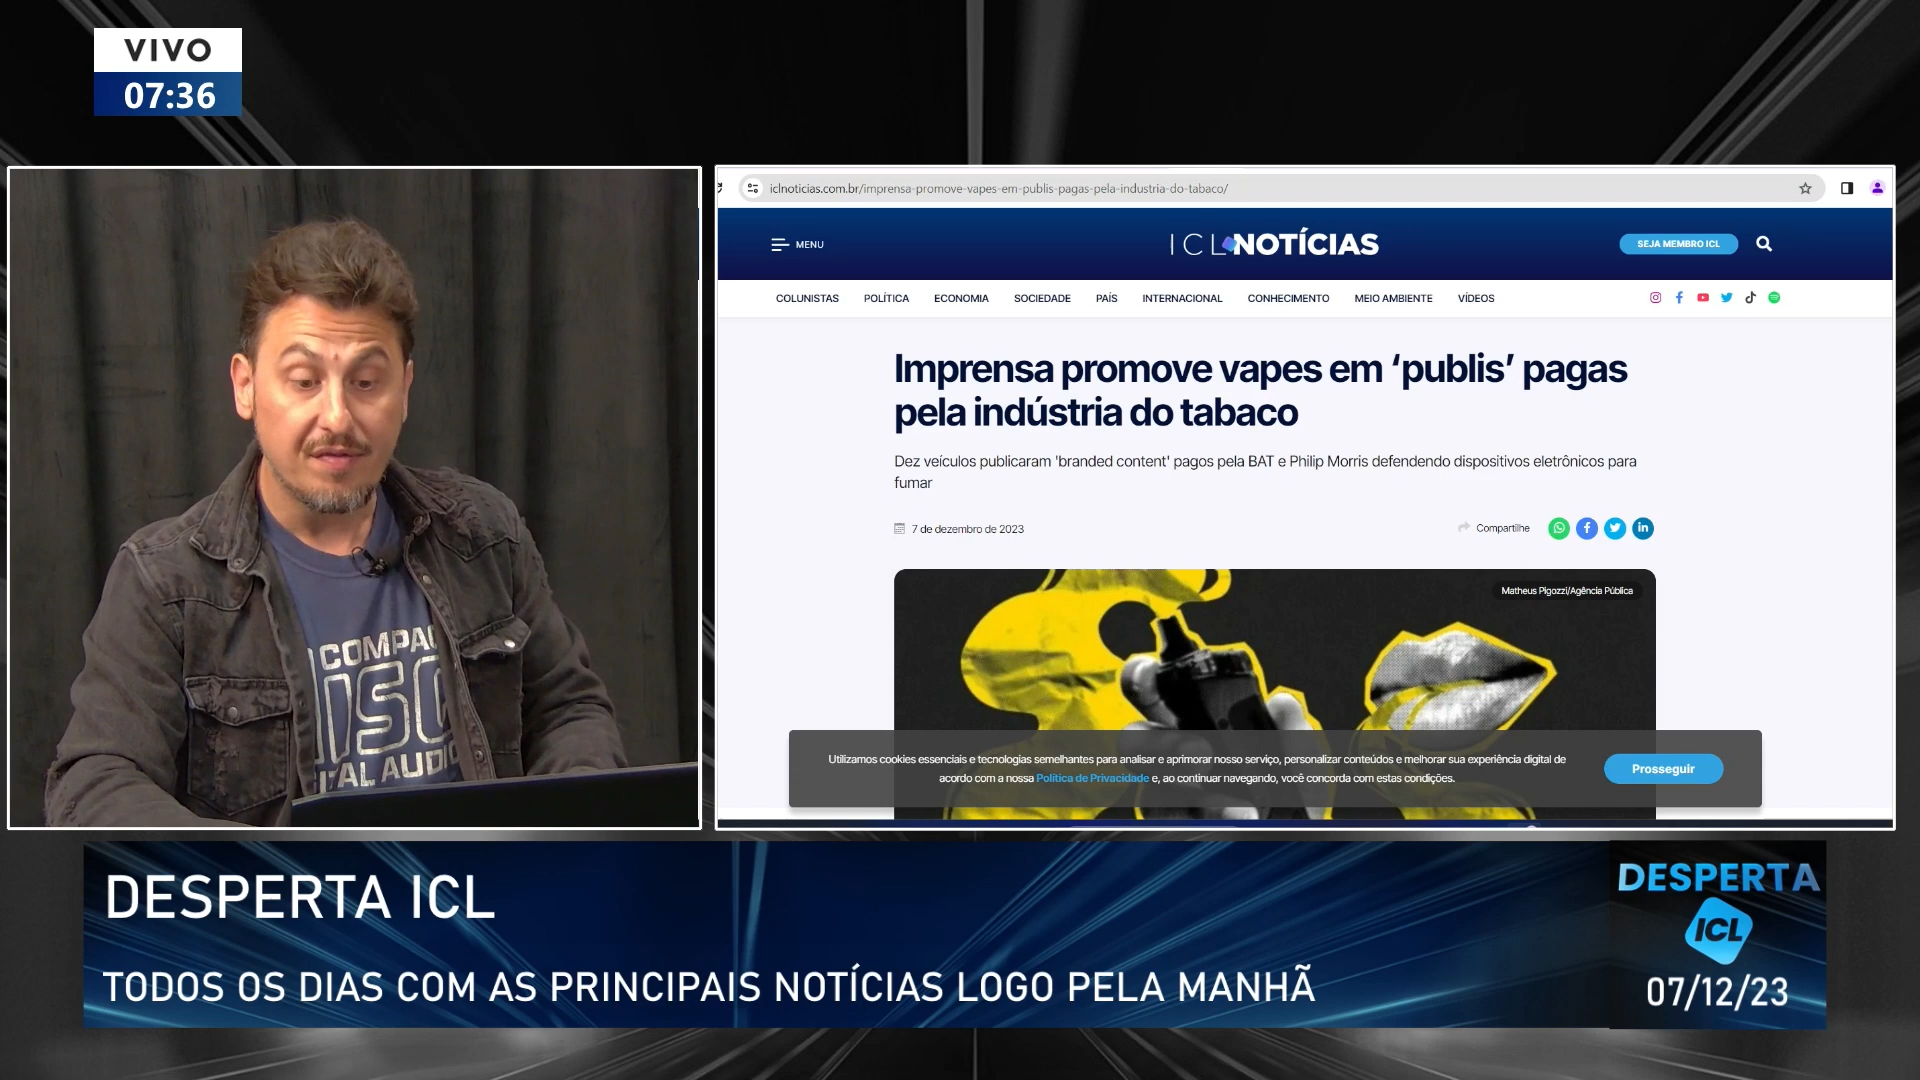 VIVO
07:36
COMPAC
DISC
ITAL AUDIO
iclnoticias.com.br/imprensa-promove-vapes-em-publis-pagas-pela-industria-do-tabaco/
MENU
ICL NOTÍCIAS
SEJA MEMBRO ICL
COLUNISTAS POLÍTICA ECONOMIA SOCIEDADE PAÍS INTERNACIONAL CONHECIMENTO MEIO AMBIENTE VÍDEOS
Imprensa promove vapes em ‘publis’ pagas
pela indústria do tabaco
Dez veículos publicaram 'branded content' pagos pela BAT e Philip Morris defendendo dispositivos eletrônicos para
fumar
7 de dezembro de 2023
Compartilhe
Matheus Pigozzi/Agência Pública
Utilizamos cookies essenciais e tecnologias semelhantes para analisar e aprimorar nosso serviço, personalizar conteúdos e melhorar sua experiência digital de
acordo com a nossa Política de Privacidade e, ao continuar navegando, você concorda com estas condições.
Prosseguir
DESPERTA ICL
TODOS OS DIAS COM AS PRINCIPAIS NOTÍCIAS LOGO PELA MANHÃ
DESPERTA
ICL
07/12/23